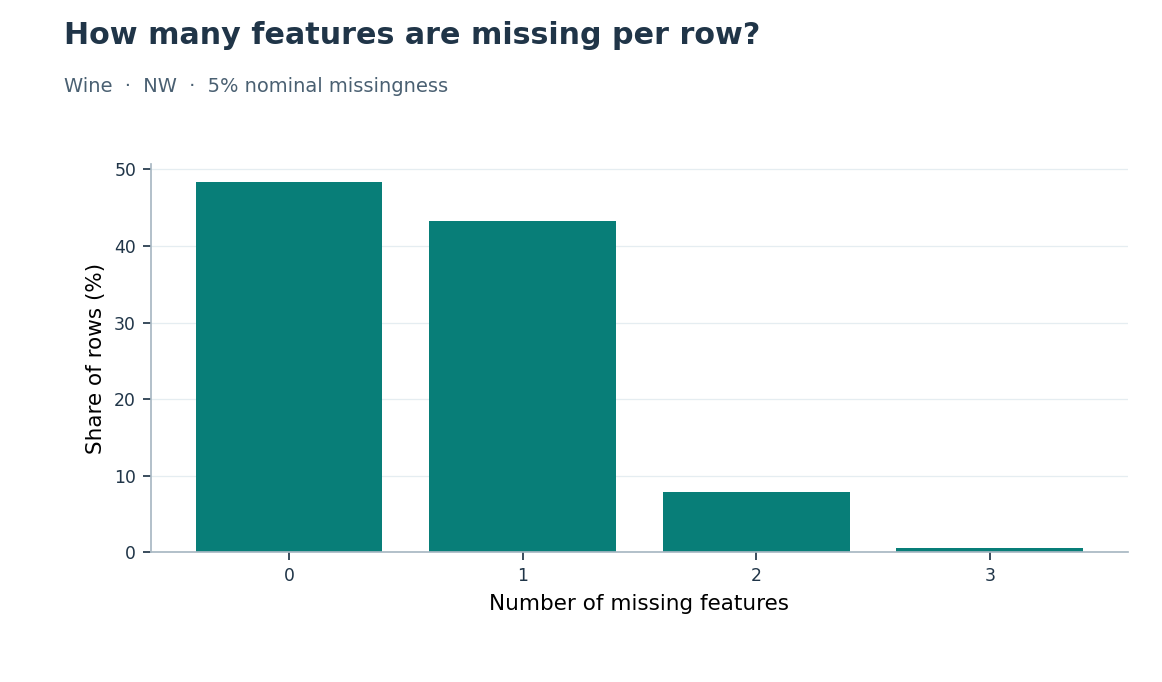 How many features are missing per row?
Wine · NW · 5% nominal missingness
50
40
30
20
10
0
Share of rows (%)
0 1 2 3
Number of missing features